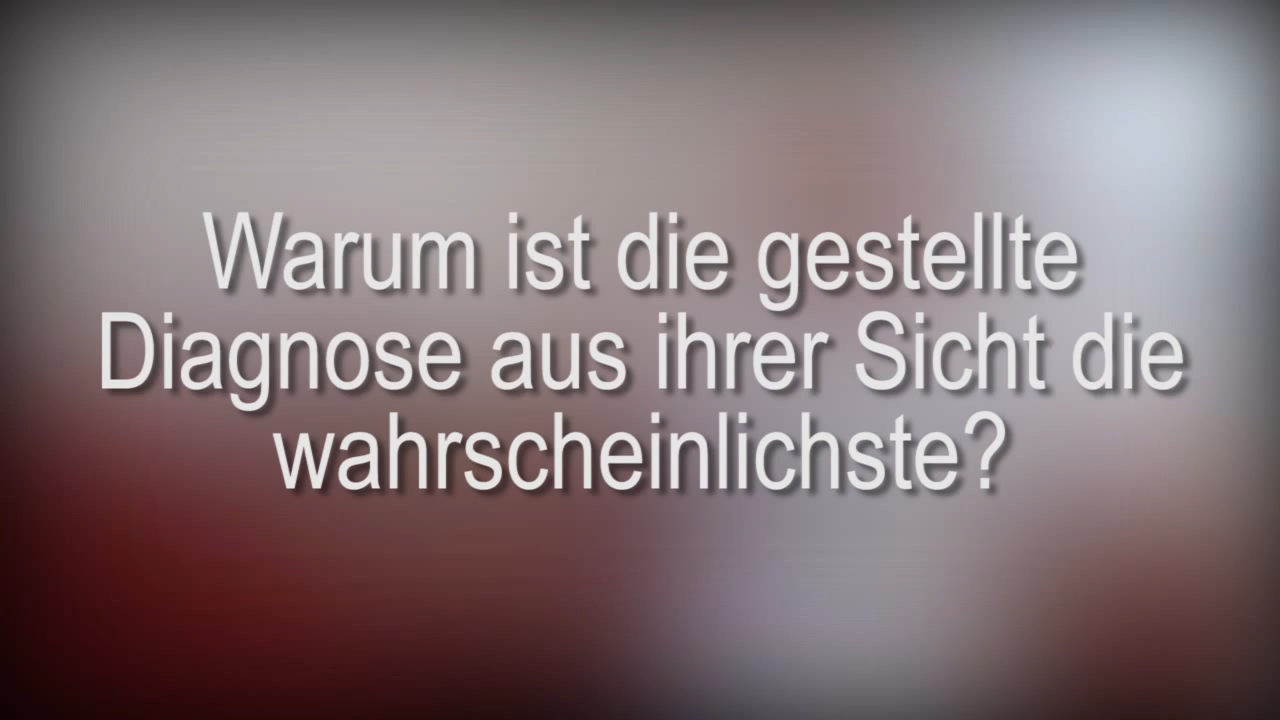 Warum ist die gestellte
Diagnose aus ihrer Sicht die
wahrscheinlichste?